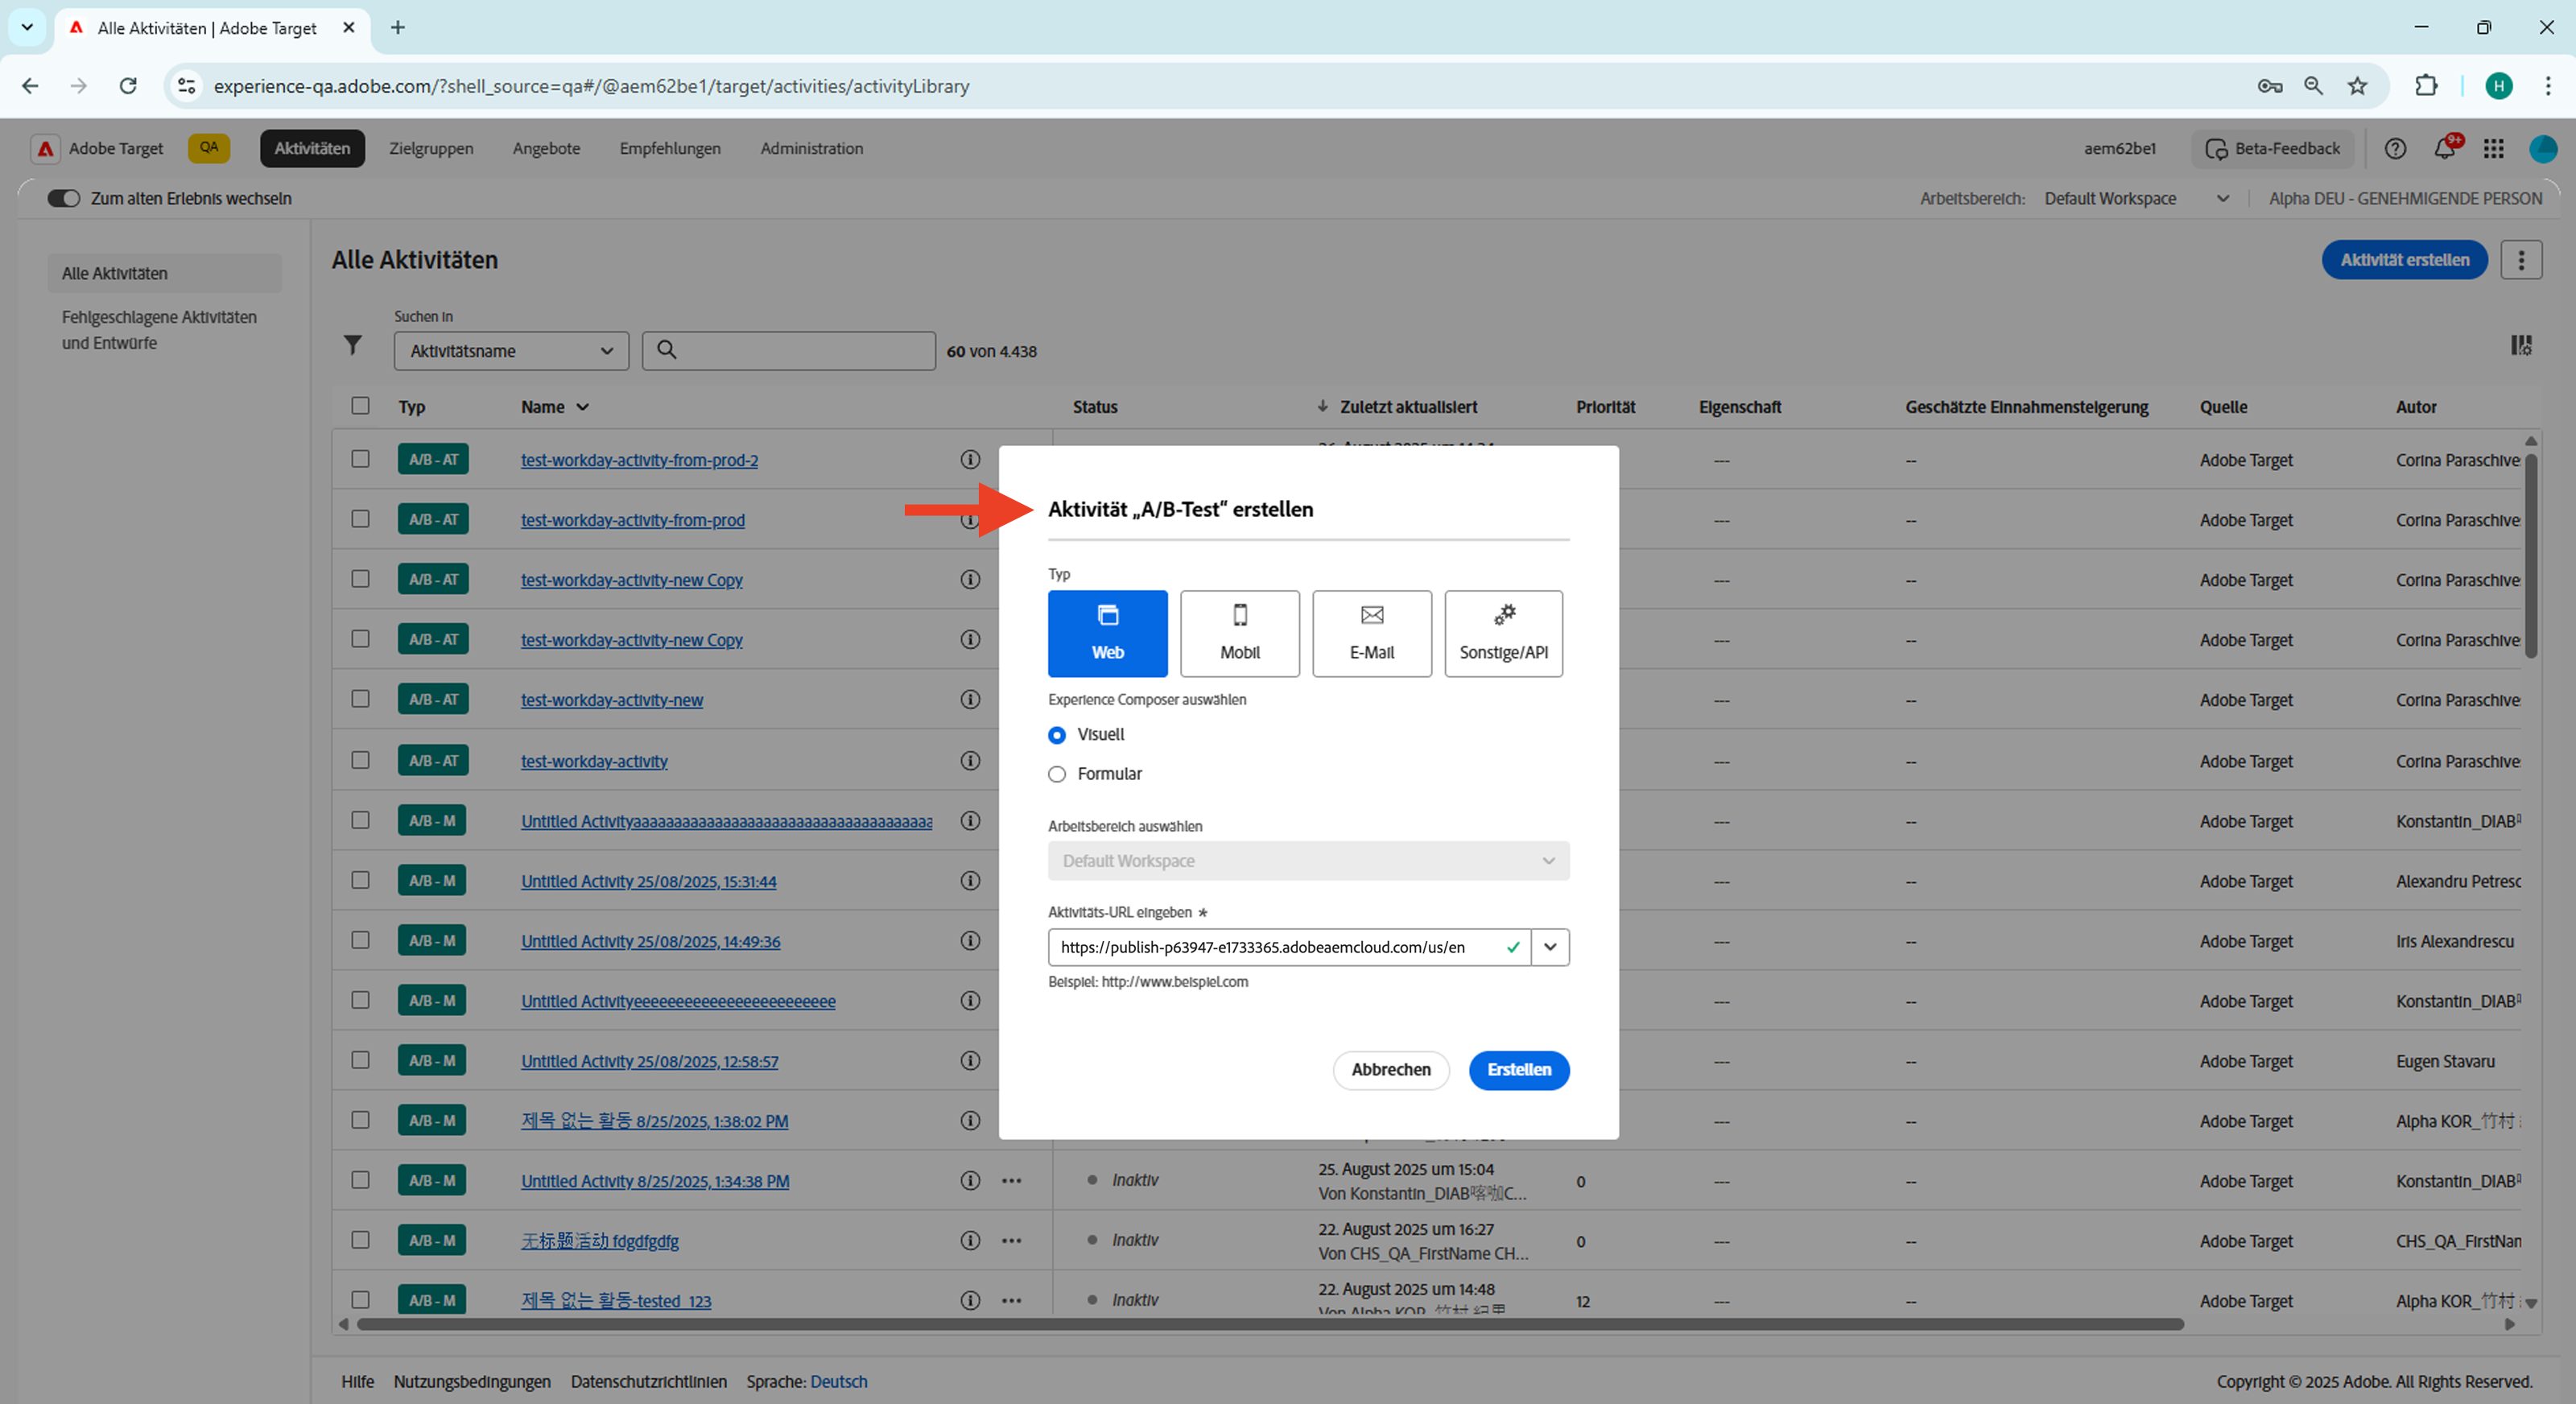 Alle Aktivitäten | Adobe Target
experience-qa.adobe.com/?shell_source=qa#/@aem62be1/target/activities/activityLibrary
H
Adobe Target
QA
Aktivitäten
Zielgruppen
Angebote
Empfehlungen
Administration
aem62be1
Beta-Feedback
9+
Zum alten Erlebnis wechseln
Arbeitsbereich: Default Workspace
Alpha DEU - GENEHMIGENDE PERSON
Alle Aktivitäten
Fehlgeschlagene Aktivitäten
und Entwürfe
Alle Aktivitäten
Aktivität erstellen
Suchen in
Aktivitätsname
60 von 4.438
Typ Name Status Zuletzt aktualisiert Priorität Eigenschaft Geschätzte Einnahmensteigerung Quelle Autor
A/B - AT test-workday-activity-from-prod-2 --- -- Adobe Target Corina Paraschive
A/B - AT test-workday-activity-from-prod --- -- Adobe Target Corina Paraschive
A/B - AT test-workday-activity-new Copy --- -- Adobe Target Corina Paraschive
A/B - AT test-workday-activity-new Copy --- -- Adobe Target Corina Paraschive
A/B - AT test-workday-activity-new --- -- Adobe Target Corina Paraschive
A/B - AT test-workday-activity --- -- Adobe Target Corina Paraschive
A/B - M --- -- Adobe Target Konstantin_DIAB
A/B - M Untitled Activity 25/08/2025, 15:31:44 --- -- Adobe Target Alexandru Petresc
A/B - M Untitled Activity 25/08/2025, 14:49:36 --- -- Adobe Target Iris Alexandrescu
A/B - M Untitled Activityeeeeeeeeeeeeeeeeeeeeeeeee --- -- Adobe Target Konstantin_DIAB
A/B - M Untitled Activity 25/08/2025, 12:58:57 --- -- Adobe Target Eugen Stavaru
A/B - M 제목 없는 활동 8/25/2025, 1:38:02 PM --- -- Adobe Target Alpha KOR_竹村
A/B - M Untitled Activity 8/25/2025, 1:34:38 PM Inaktiv 25. August 2025 um 15:04 0 --- -- Adobe Target Konstantin_DIAB
Von Konstantin_DIAB喀咖C...
A/B - M 无标题活动 fdgdfgdfg Inaktiv 22. August 2025 um 16:27 0 --- -- Adobe Target CHS_QA_FirstNan
Von CHS_QA_FirstName CH...
A/B - M 제목 없는 활동-tested_123 Inaktiv 22. August 2025 um 14:48 12 --- -- Adobe Target Alpha KOR_竹村
Aktivität „A/B-Test“ erstellen
Typ
Web
Mobil
E-Mail
Sonstige/API
Experience Composer auswählen
Visuell
Formular
Arbeitsbereich auswählen
Default Workspace
Aktivitäts-URL eingeben *
https://publish-p63947-e1733365.adobeaemcloud.com/us/en
Beispiel: http://www.beispiel.com
Abbrechen
Erstellen
Hilfe Nutzungsbedingungen Datenschutzrichtlinien Sprache: Deutsch
Copyright © 2025 Adobe. All Rights Reserved.